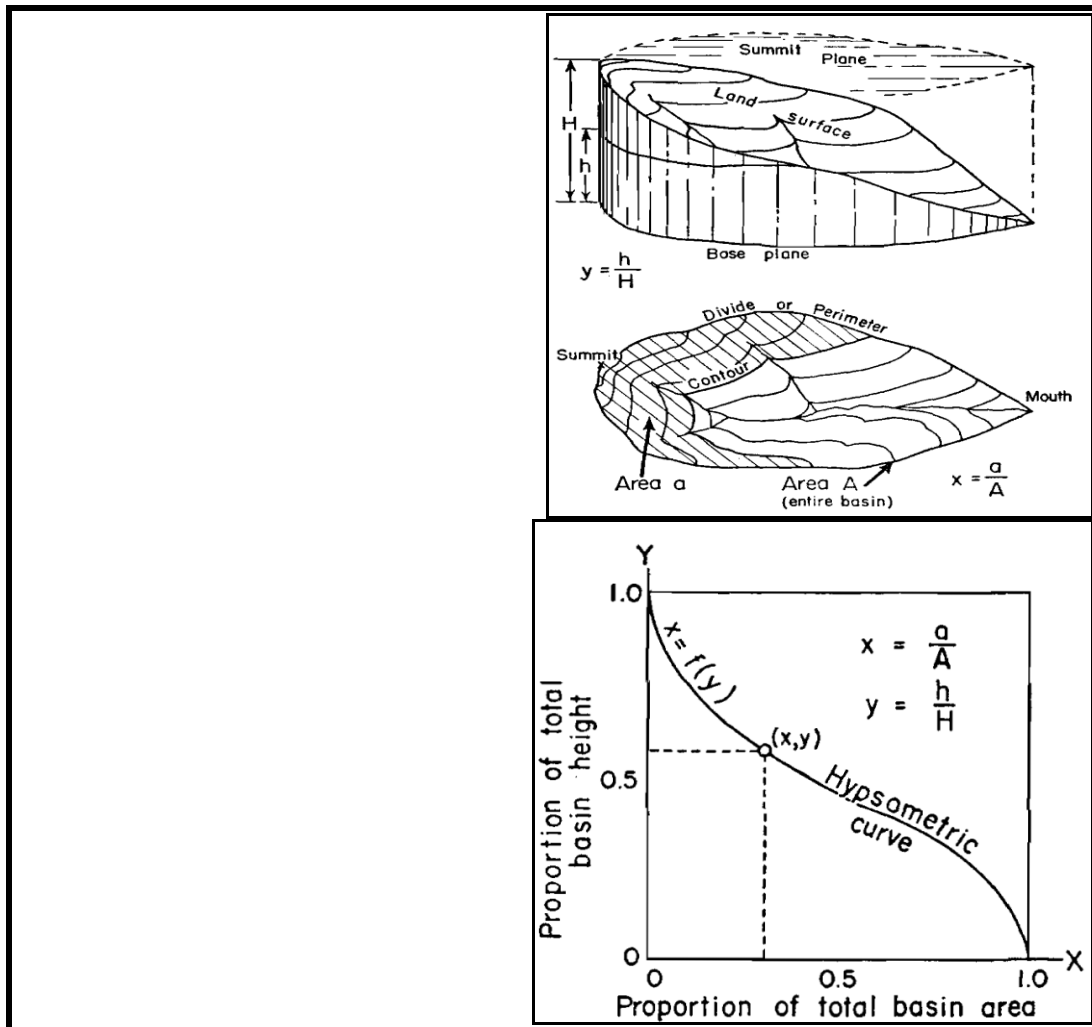 Summit
Plane
Land surface
H
h
Base plane
y = h/H
Divide or Perimeter
Summit
Contour
Mouth
Area a
Area A
(entire basin)
x = a/A
Y
1.0
x = f(y)
x = a/A
y = h/H
(x,y)
0.5
Hypsometric
curve
Proportion of total
basin height
0
X
0
0.5
1.0
Proportion of total basin area